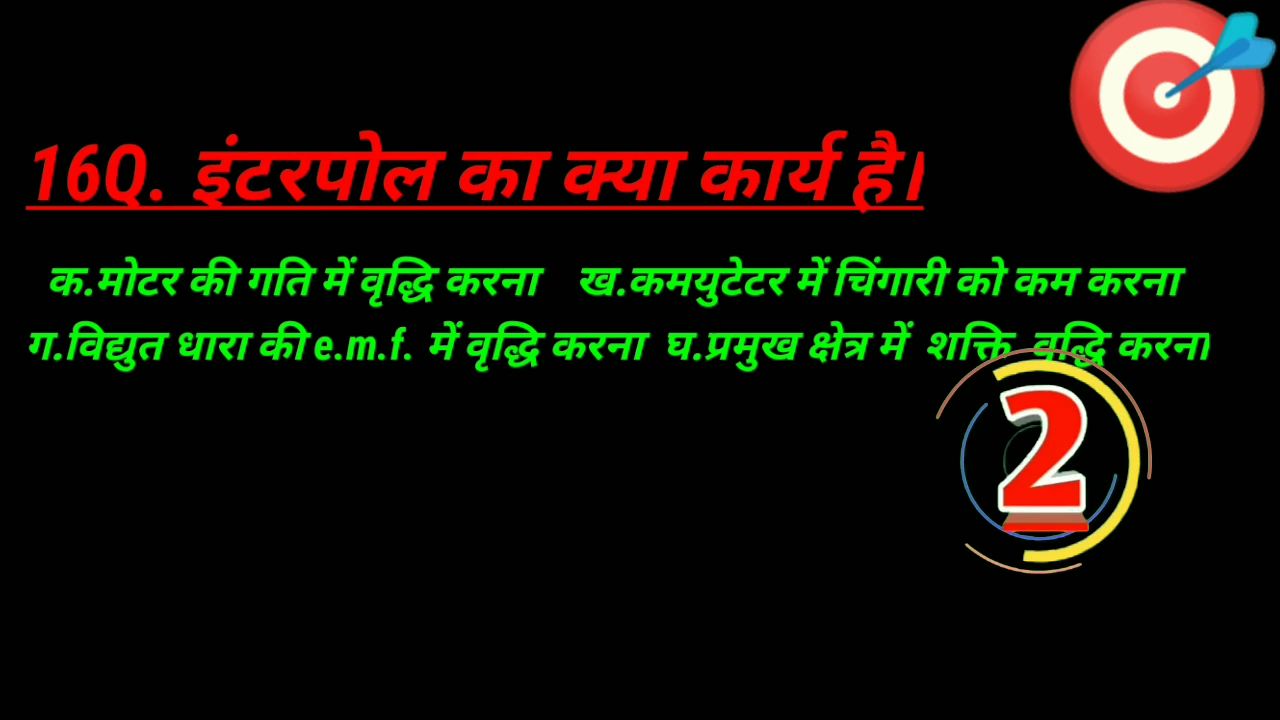 16Q. इंटरपोल का क्या कार्य है।
क.मोटर की गति में वृद्धि करना ख.कमयुटेटर में चिंगारी को कम करना
ग.विद्युत धारा की e.m.f. में वृद्धि करना घ.प्रमुख क्षेत्र में शक्ति वृद्धि करना
2